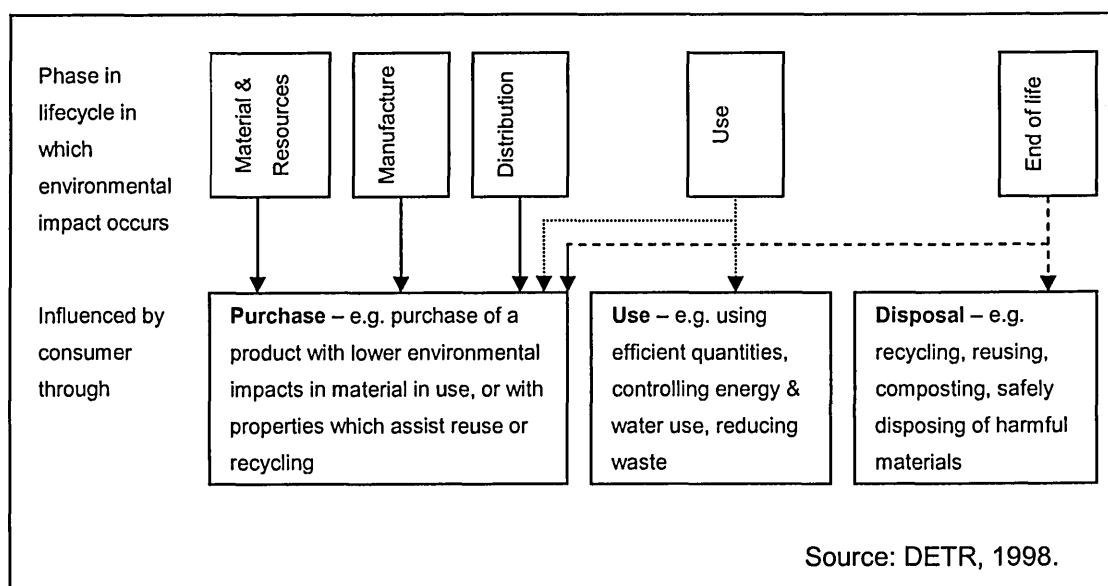 Phase in
lifecycle in
which
environmental
impact occurs
Material &
Resources
Manufacture
Distribution
Use
End of life
Influenced by
consumer
through
Purchase – e.g. purchase of a
product with lower environmental
impacts in material in use, or with
properties which assist reuse or
recycling
Use – e.g. using
efficient quantities,
controlling energy &
water use, reducing
waste
Disposal – e.g.
recycling, reusing,
composting, safely
disposing of harmful
materials
Source: DETR, 1998.